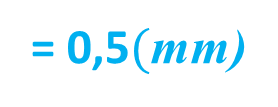 = 0,5(mm)